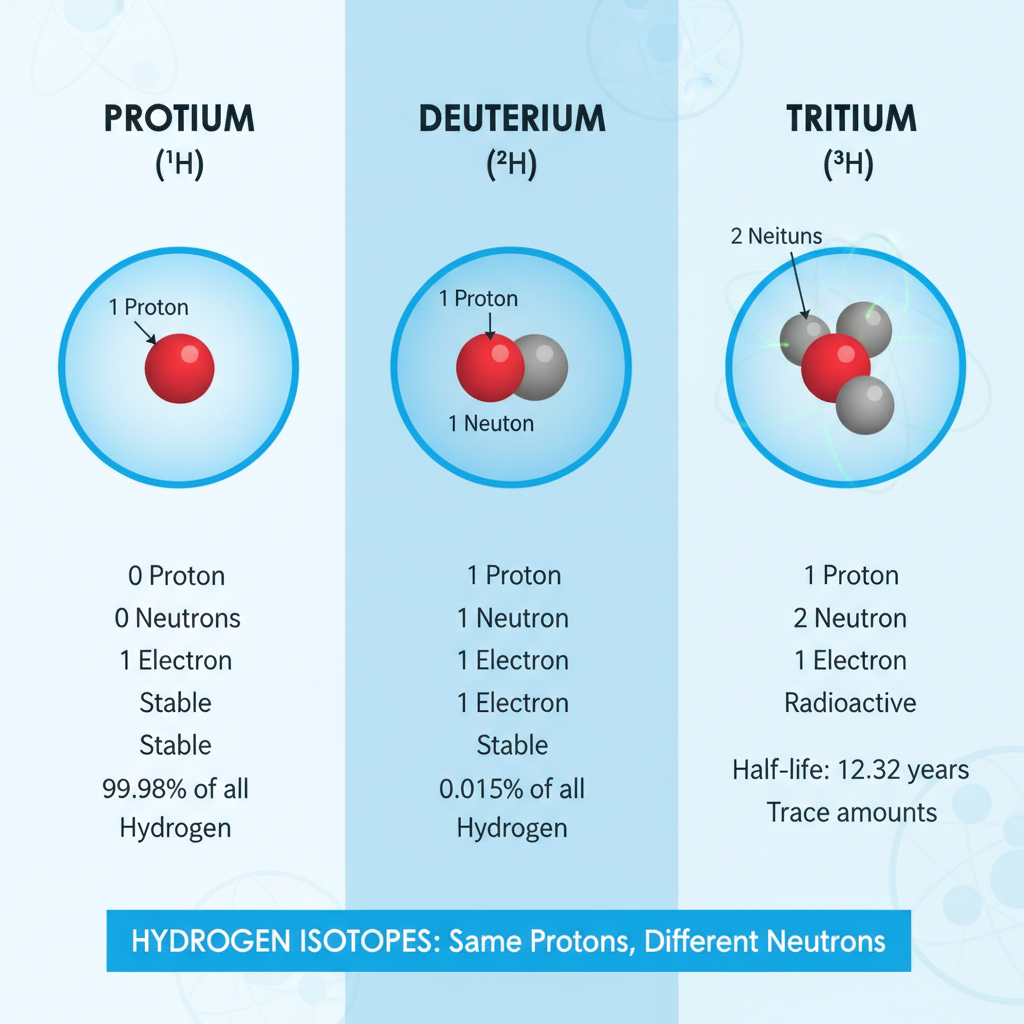 PROTIUM
(¹H)
1 Proton
0 Proton
0 Neutrons
1 Electron
Stable
Stable
99.98% of all
Hydrogen
DEUTERIUM
(²H)
1 Proton
1 Neuton
1 Proton
1 Neutron
1 Electron
1 Electron
Stable
0.015% of all
Hydrogen
TRITIUM
(³H)
2 Neituns
1 Proton
2 Neutron
1 Electron
Radioactive
Half-life: 12.32 years
Trace amounts
HYDROGEN ISOTOPES: Same Protons, Different Neutrons